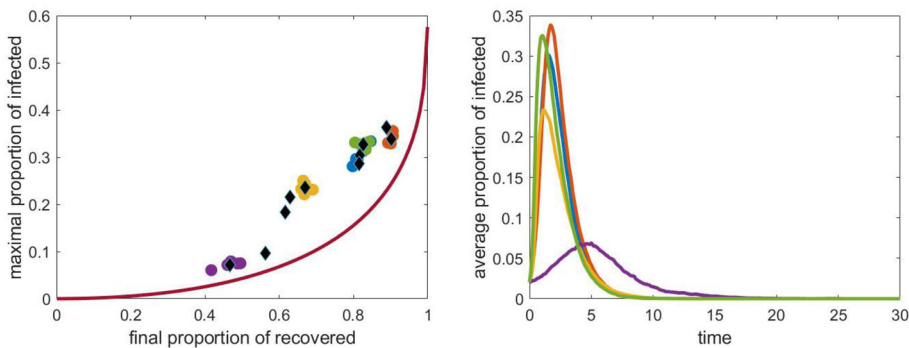 0.6
0.5
0.4
0.3
0.2
0.1
0
maximal proportion of infected
0 0.2 0.4 0.6 0.8 1
final proportion of recovered
0.35
0.3
0.25
0.2
0.15
0.1
0.05
0
average proportion of infected
0 5 10 15 20 25 30
time